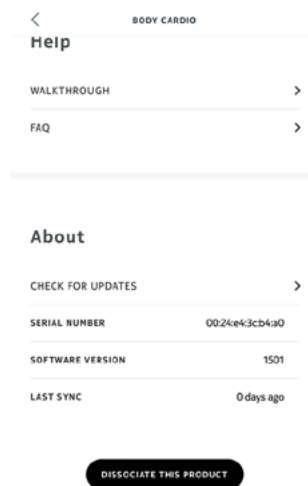 BODY CARDIO
Help
WALKTHROUGH
FAQ
About
CHECK FOR UPDATES
SERIAL NUMBER 00:24:e4:3c:b4:a0
SOFTWARE VERSION 1501
LAST SYNC 0 days ago
DISSOCIATE THIS PRODUCT